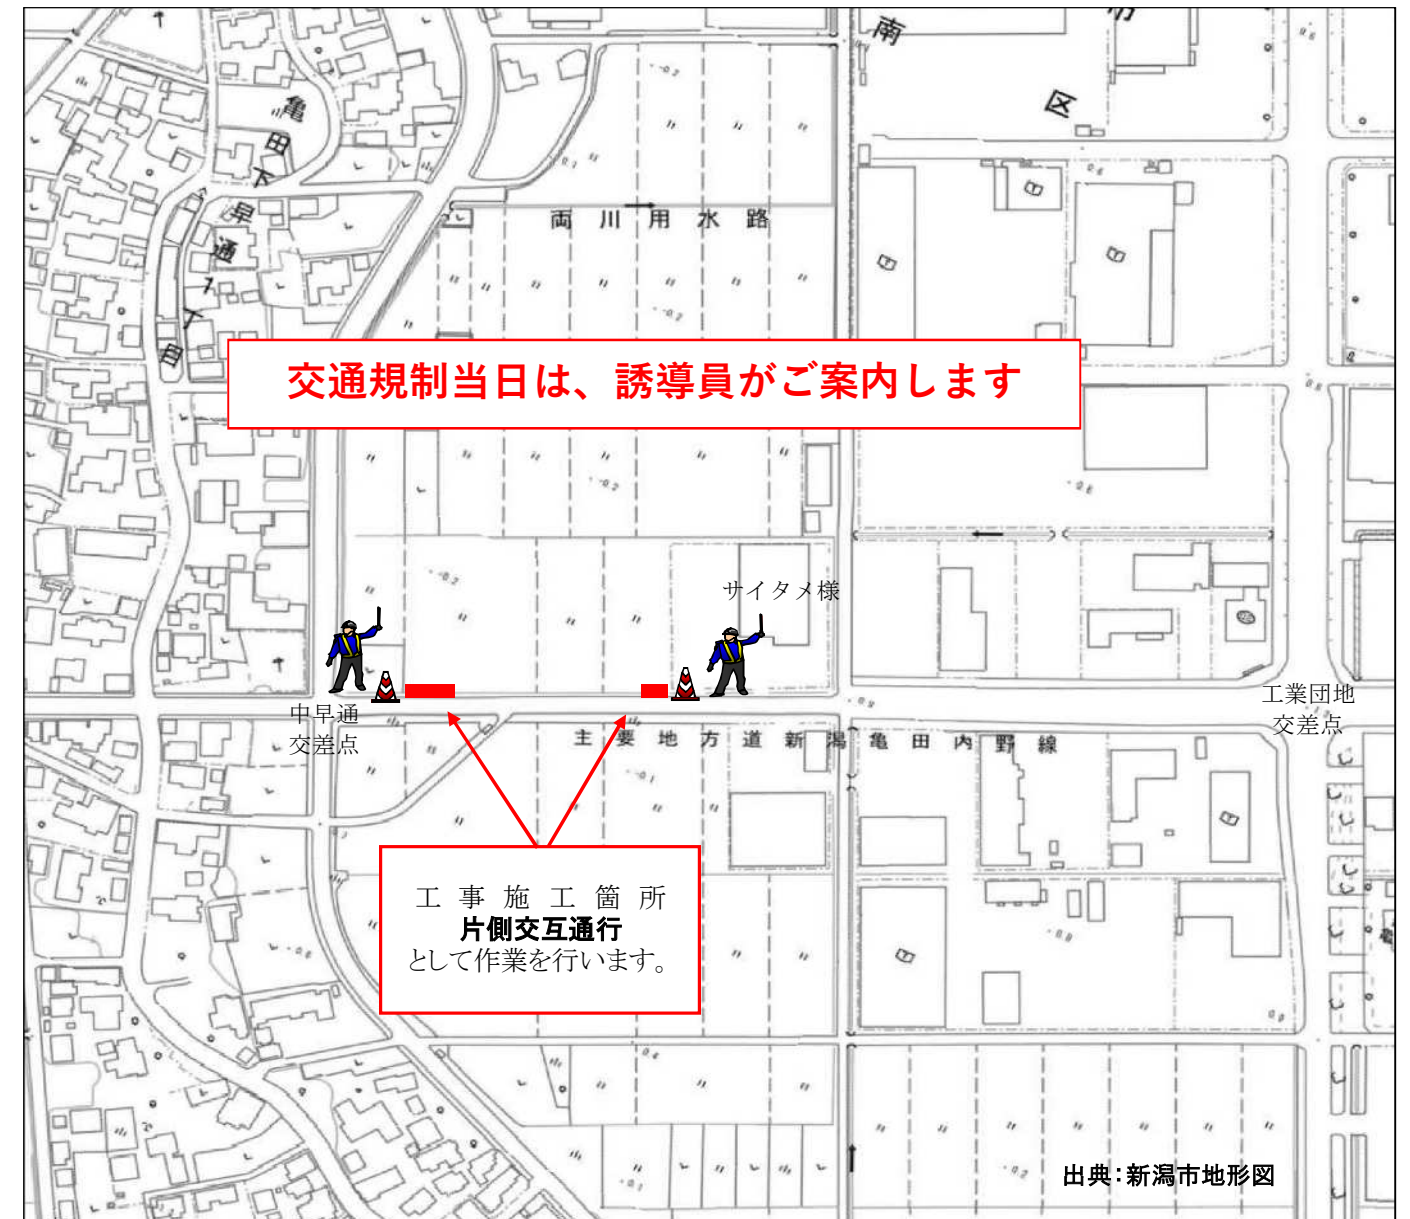 南
区
亀田下早通1丁目
両川用水路
交通規制当日は、誘導員がご案内します
サイタメ様
中早通
交差点
工業団地
交差点
主要地方道新潟亀田内野線
工事施工箇所
片側交互通行
として作業を行います。
出典:新潟市地形図